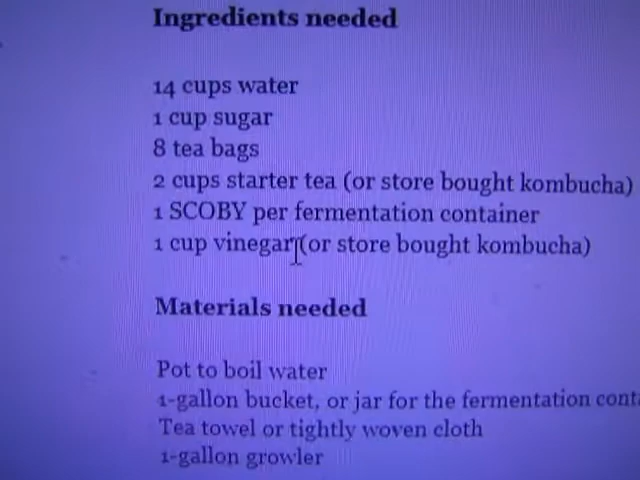 Ingredients needed
14 cups water
1 cup sugar
8 tea bags
2 cups starter tea (or store bought kombucha)
1 SCOBY per fermentation container
1 cup vinegar (or store bought kombucha)
Materials needed
Pot to boil water
1-gallon bucket, or jar for the fermentation
Tea towel or tightly woven cloth
1-gallon growler